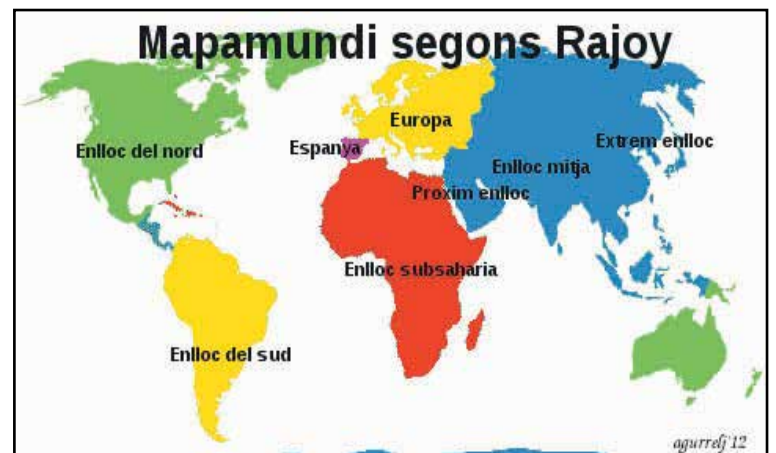 Mapamundi segons Rajoy
Europa
Enlloc del nord
Espanya
Extrem enlloc
Enlloc mitja
Proxim enlloc
Enlloc subsaharia
Enlloc del sud
agurrelj'12